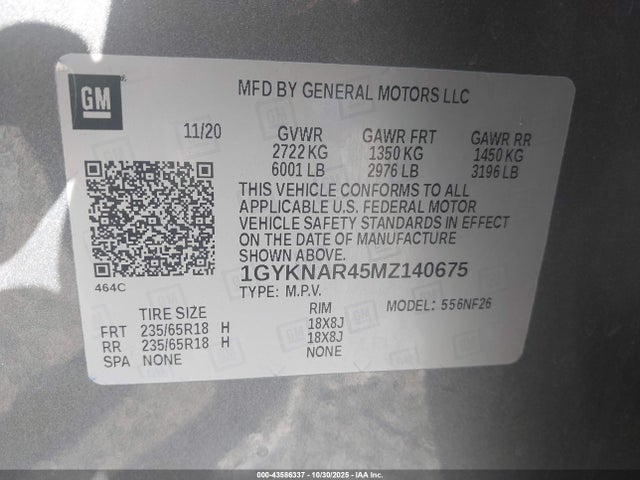 GM
MFD BY GENERAL MOTORS LLC
11/20 GVWR GAWR FRT GAWR RR
2722 KG 1350 KG 1450 KG
6001 LB 2976 LB 3196 LB
THIS VEHICLE CONFORMS TO ALL
APPLICABLE U.S. FEDERAL MOTOR
VEHICLE SAFETY STANDARDS IN EFFECT
ON THE DATE OF MANUFACTURE
SHOWN ABOVE.
464C 1GYKNAR45MZ140675
TYPE: M.P.V. MODEL: 556NF26
TIRE SIZE RIM
FRT 235/65R18 H 18X8J
RR 235/65R18 H 18X8J
SPA NONE NONE
000-43586337 - 10/30/2025 - IAAI, Inc.